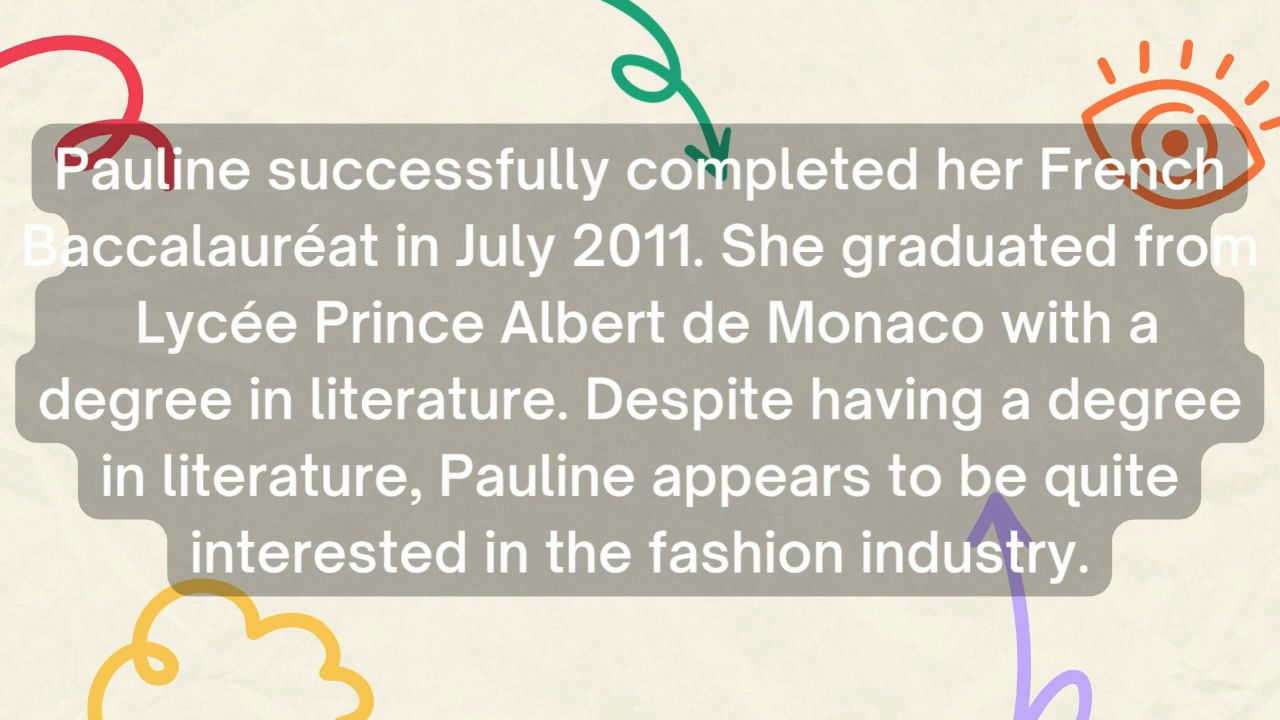 Pauline successfully completed her French
Baccalauréat in July 2011. She graduated from
Lycée Prince Albert de Monaco with a
degree in literature. Despite having a degree
in literature, Pauline appears to be quite
interested in the fashion industry.